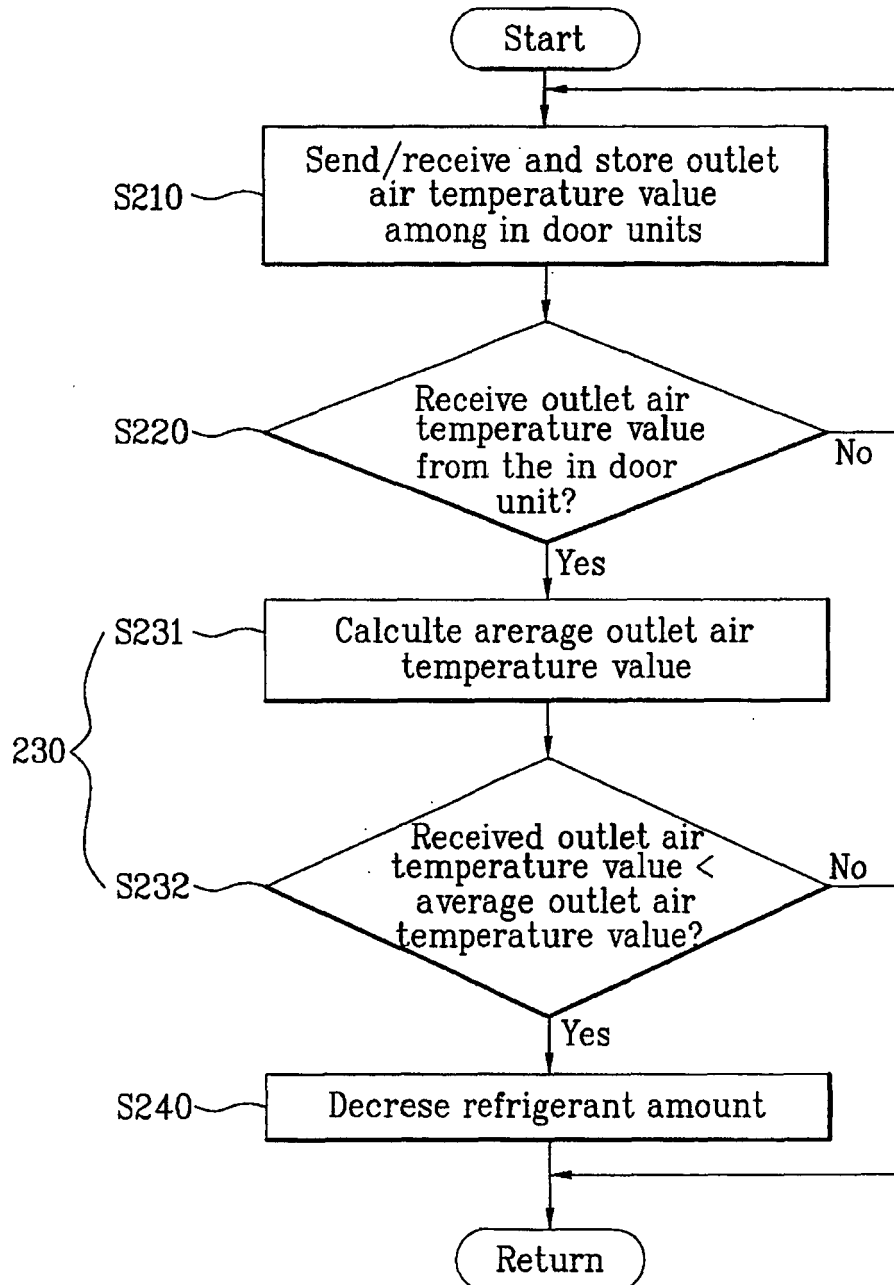 Start
S210
Send/receive and store outlet
air temperature value
among in door units
S220
Receive outlet air
temperature value
from the in door
unit?
No
Yes
S231
Calculte arerage outlet air
temperature value
230
S232
Received outlet air
temperature value <
average outlet air
temperature value?
No
Yes
S240
Decrese refrigerant amount
Return